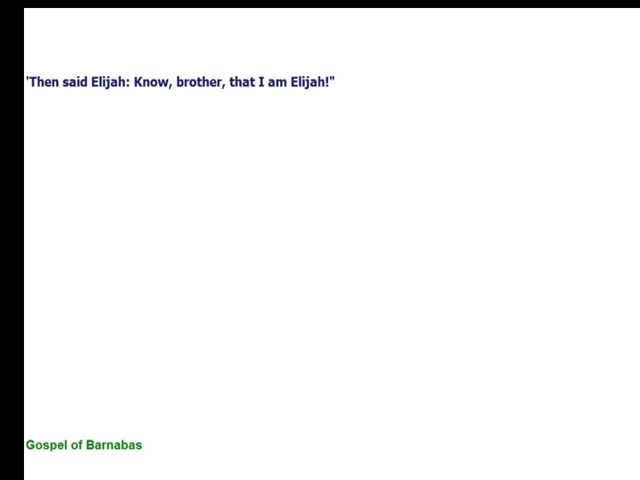 'Then said Elijah: Know, brother, that I am Elijah!"
Gospel of Barnabas